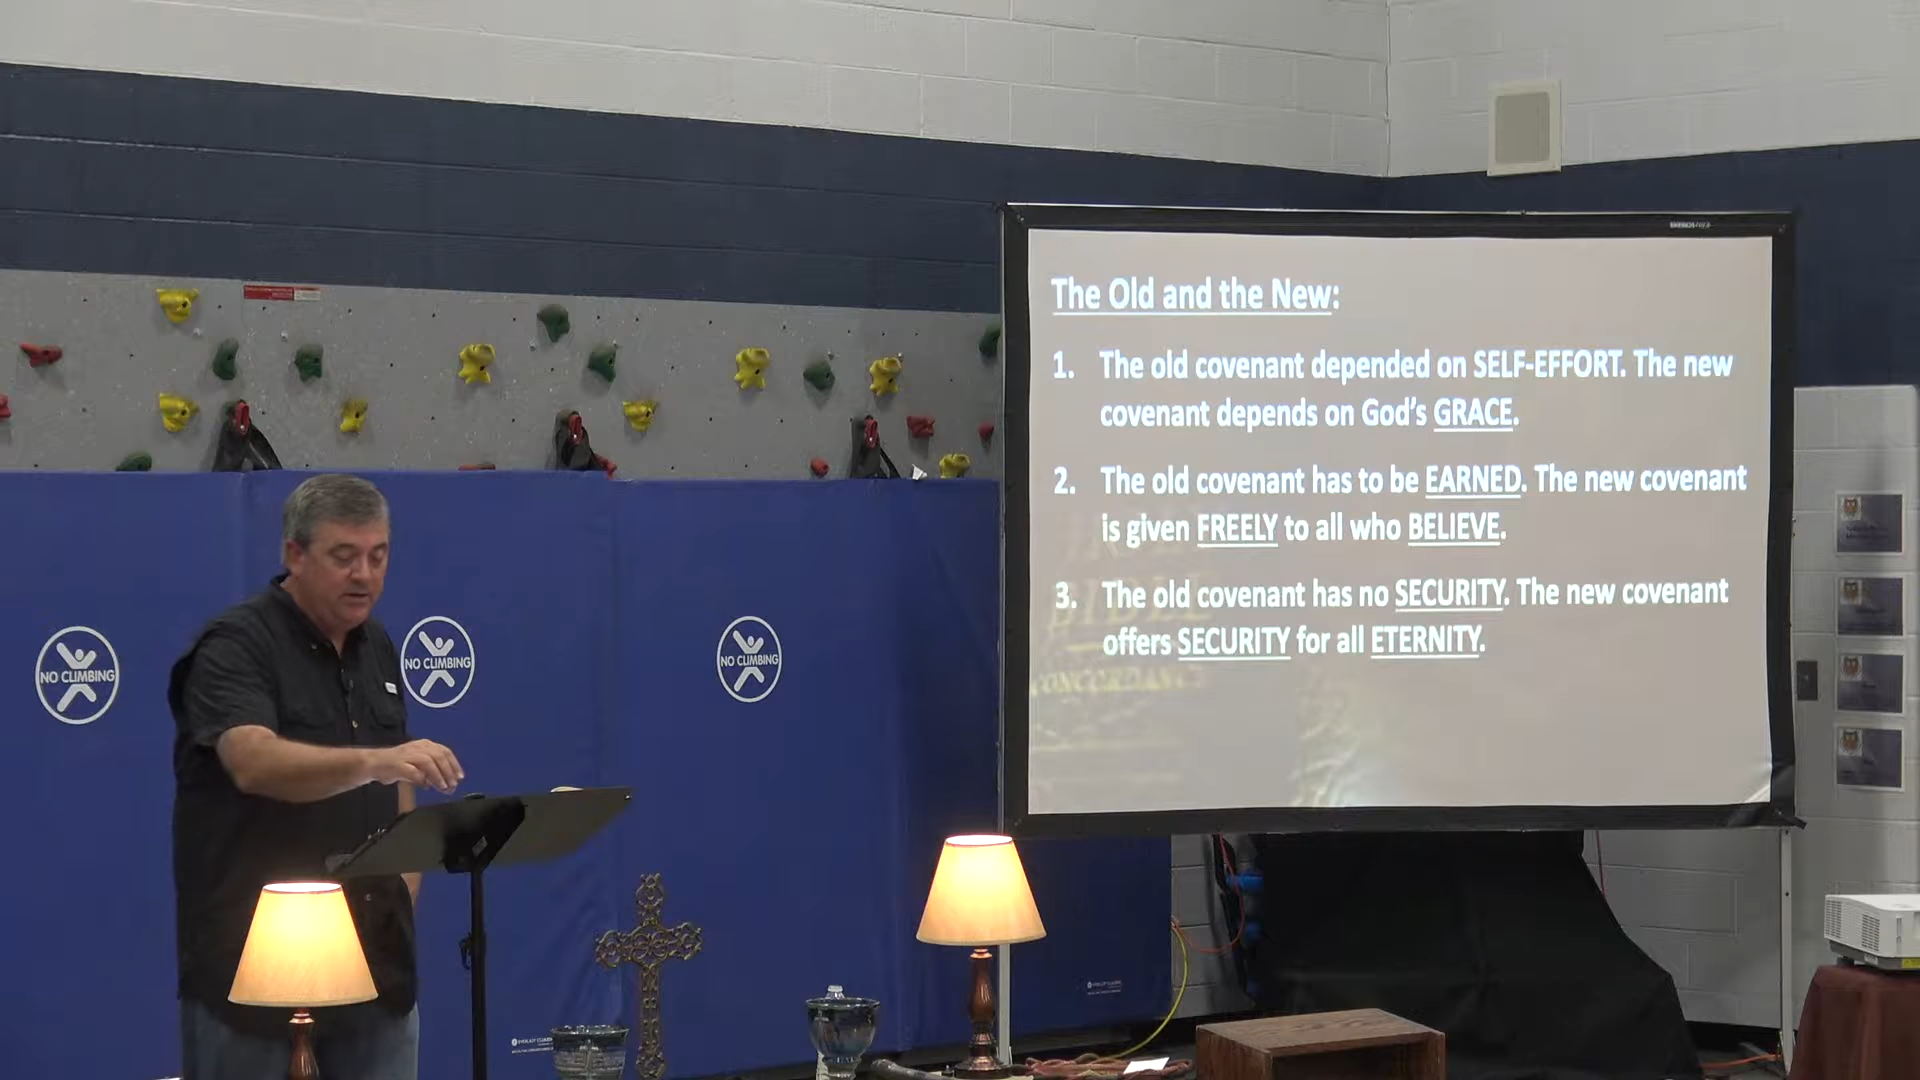 The Old and the New:
1. The old covenant depended on SELF-EFFORT. The new
covenant depends on God's GRACE.
2. The old covenant has to be EARNED. The new covenant
is given FREELY to all who BELIEVE.
3. The old covenant has no SECURITY. The new covenant
offers SECURITY for all ETERNITY.
CONCORDANCE
NO CLIMBING
NO CLIMBING
NO CLIMBING